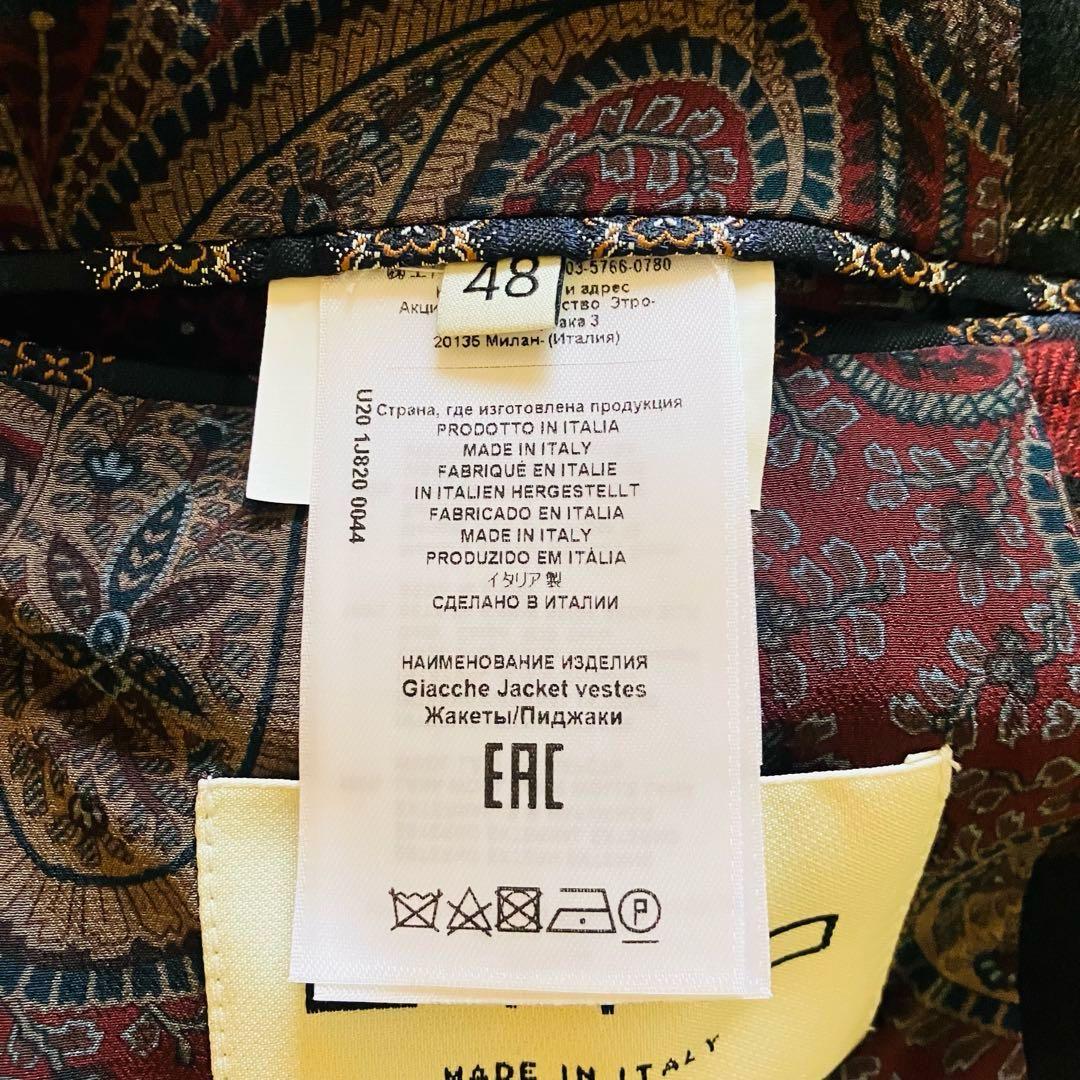 48
03-5766-0780
и адрес
Акци ство Этро-
ака 3
20135 Милан- (Италия)
U20 1J820 0044
Страна, где изготовлена продукция
PRODOTTO IN ITALIA
MADE IN ITALY
FABRIQUÉ EN ITALIE
IN ITALIEN HERGESTELLT
FABRICADO EN ITALIA
MADE IN ITALY
PRODUZIDO EM ITÁLIA
イタリア製
СДЕЛАНО В ИТАЛИИ
НАИМЕНОВАНИЕ ИЗДЕЛИЯ
Giacche Jacket vestes
Жакеты/Пиджаки
EAC
P
MADE IN ITALY